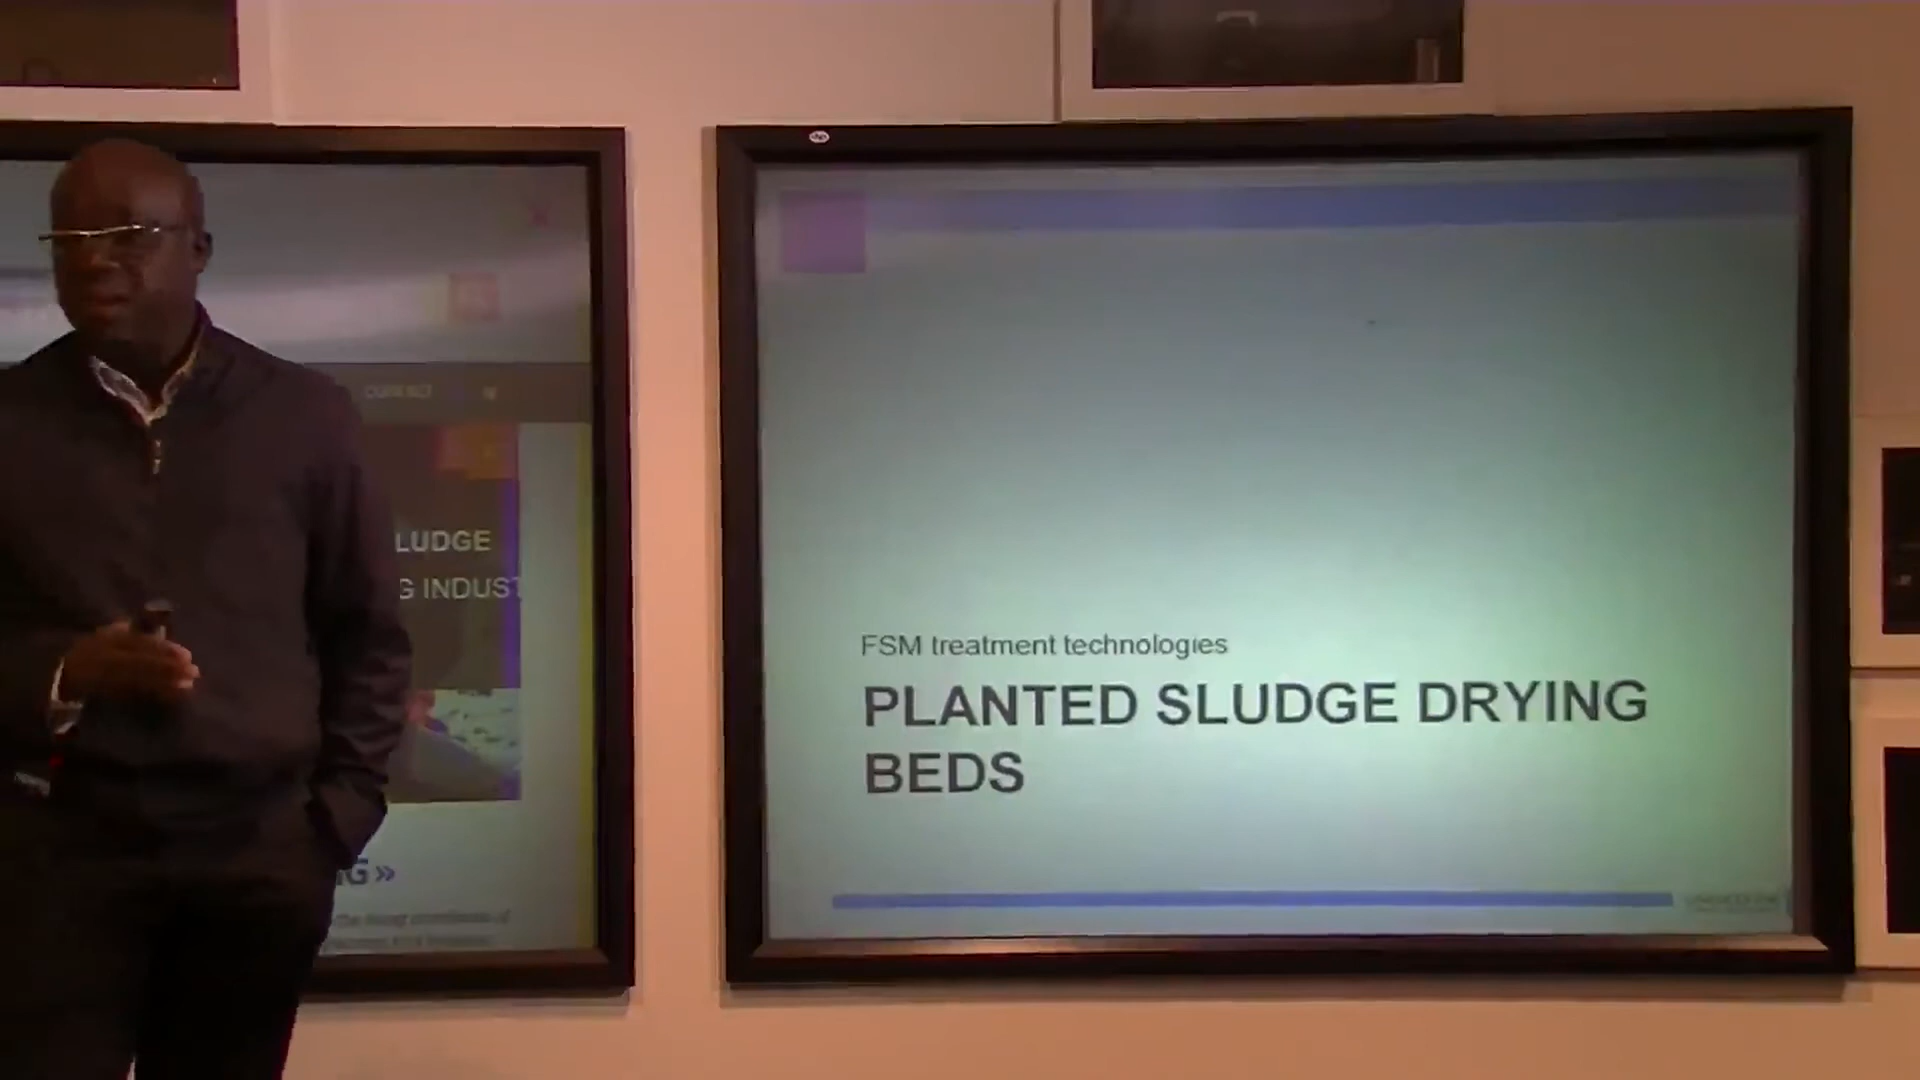 CONTACT
LUDGE
G INDUST
G »
FSM treatment technologies
PLANTED SLUDGE DRYING
BEDS